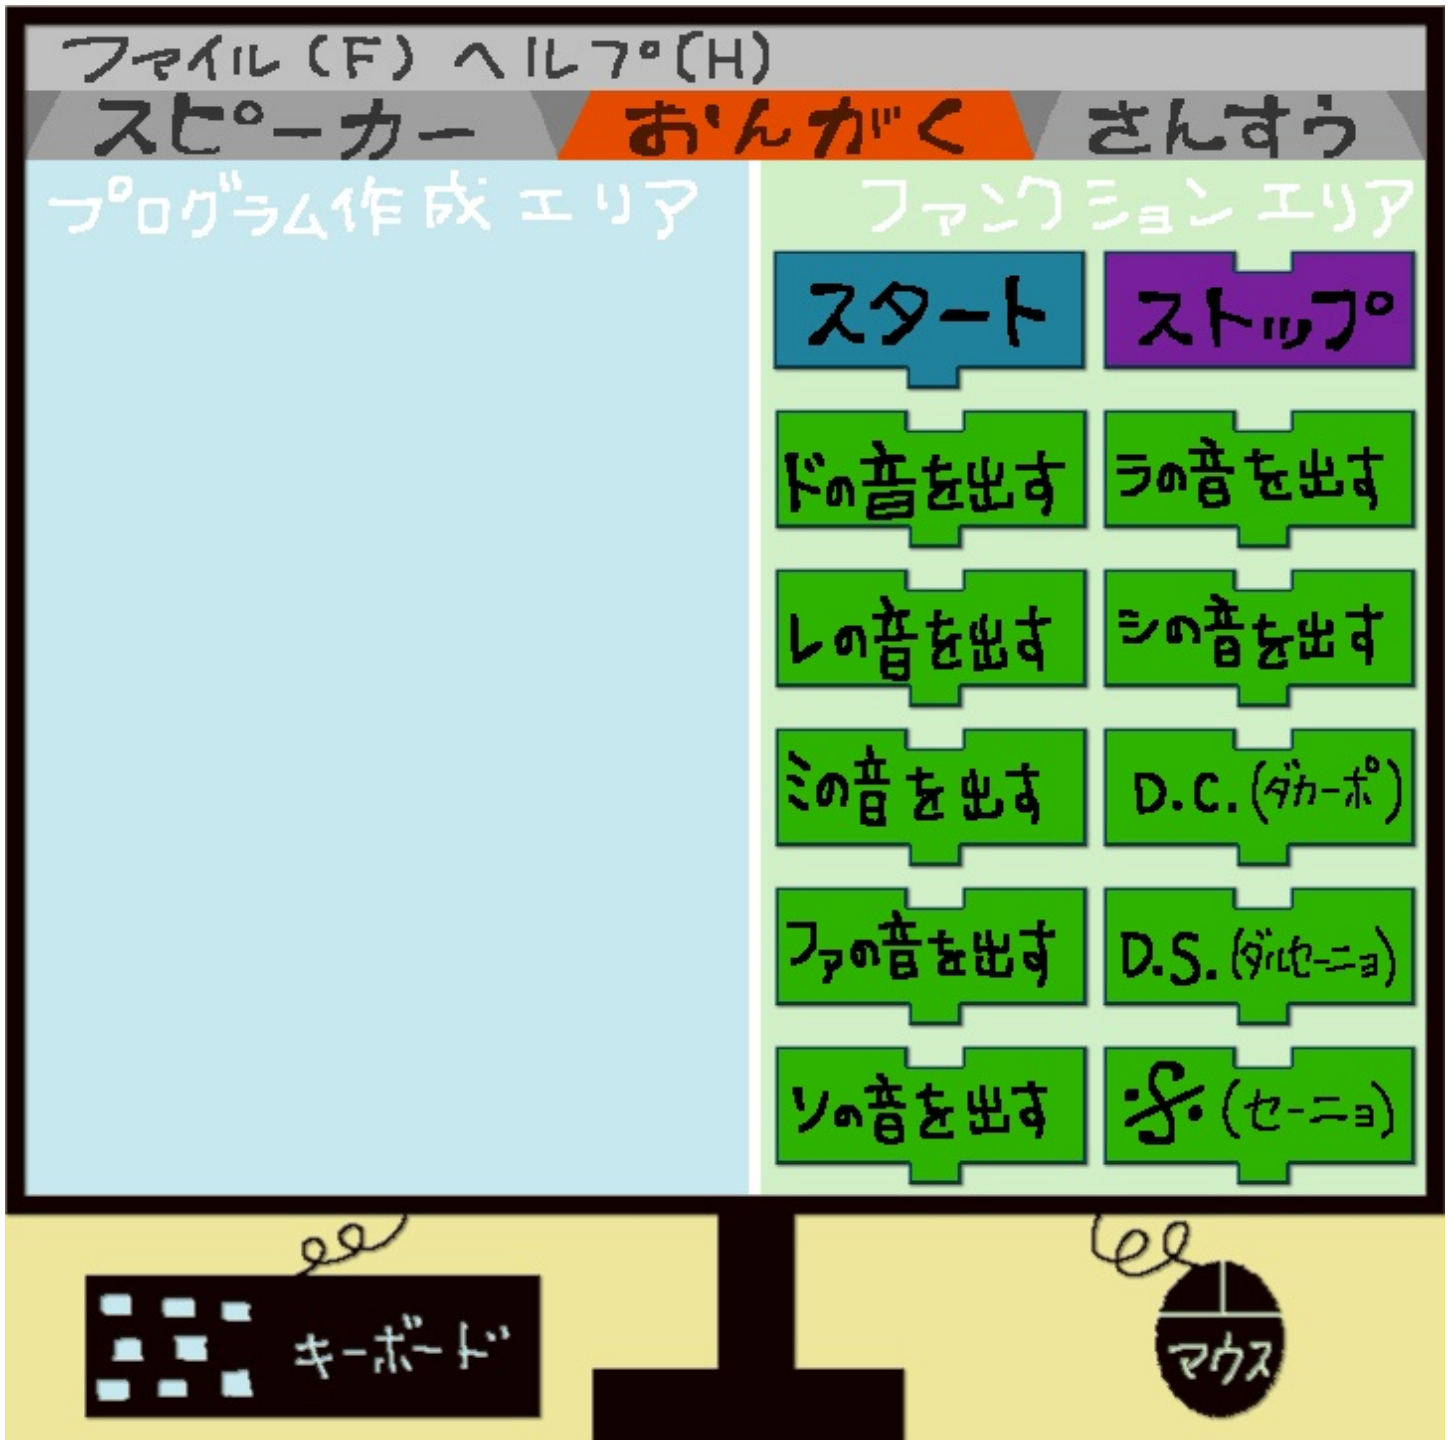 ファイル(F) ヘルプ(H)
スピーカー おんがく さんすう
プログラム作成エリア
ファンクションエリア
スタート ストップ
ドの音を出す ラの音を出す
レの音を出す シの音を出す
ミの音を出す D.C.(ダカーポ)
ファの音を出す D.S.(ダルセーニョ)
ソの音を出す 𝄋(セーニョ)
キーボード
マウス